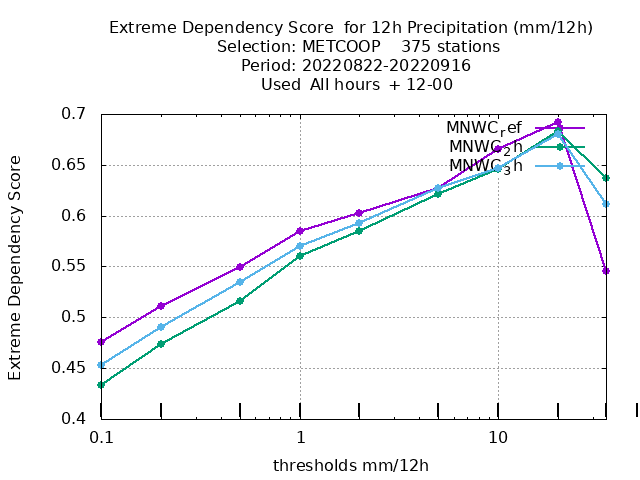 Extreme Dependency Score  for 12h Precipitation (mm/12h)
Selection: METCOOP    375 stations
Period: 20220822-20220916
Used  All hours  + 12-00
0.7
MNWC_ref
MNWC_2h
0.65
MNWC_3h
0.6
0.55
0.5
0.45
0.4
Extreme Dependency Score
0.1 1 10
thresholds mm/12h